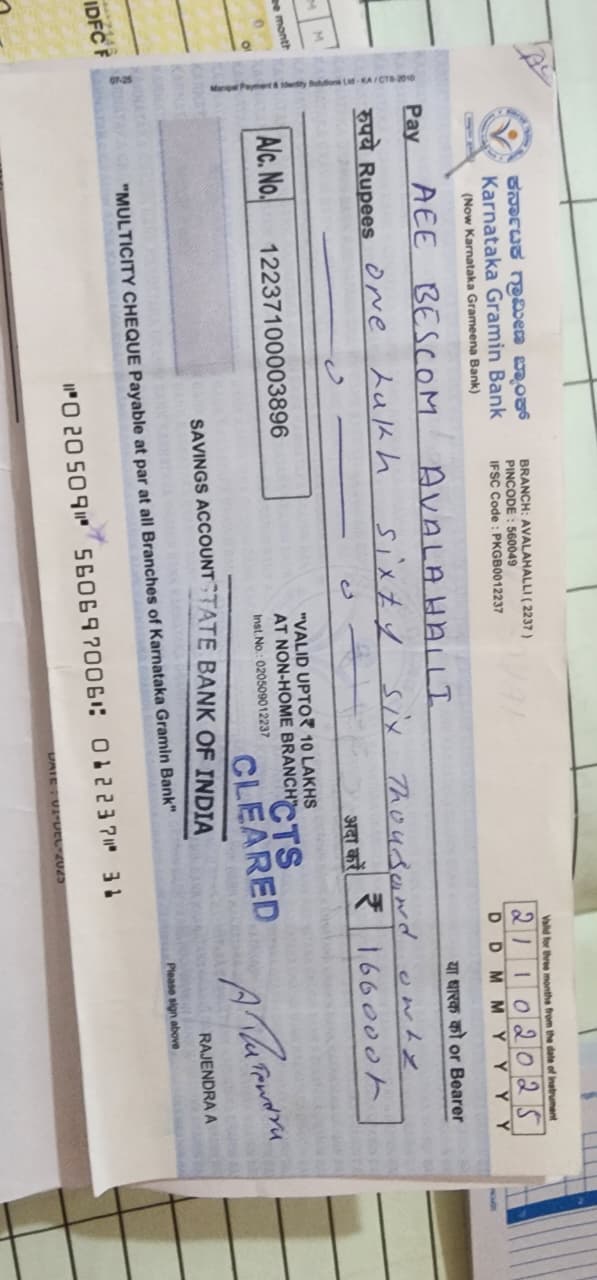 ಕರ್ನಾಟಕ ಗ್ರಾಮೀಣ ಬ್ಯಾಂಕ್
Karnataka Gramin Bank
(Now Karnataka Grameena Bank)
BRANCH: AVALAHALLI ( 2237 )
PINCODE : 560049
IFSC Code : PKGB0012237
Valid for three months from the date of instrument
21102025
D D M M Y Y Y Y
Pay AEE BESCOM AVALAHALLI
या धारक को or Bearer
रुपये Rupees One Lakh Sixty Six Thousand only
अदा करें ₹ 166000/-
A/c. No. 12237100003896
"VALID UPTO ₹ 10 LAKHS
AT NON-HOME BRANCH"
Inst.No.: 020509012237
CTS
CLEARED
SAVINGS ACCOUNT
STATE BANK OF INDIA
RAJENDRA A
Please sign above
"MULTICITY CHEQUE Payable at par at all Branches of Karnataka Gramin Bank"
⑈020509⑈ 560697006⑆ 012237⑈ 31
07-25
Manipal Payment & Identity Solutions Ltd - KA / CTS-2010
IDFC F
DATE : 01-DEC-2025